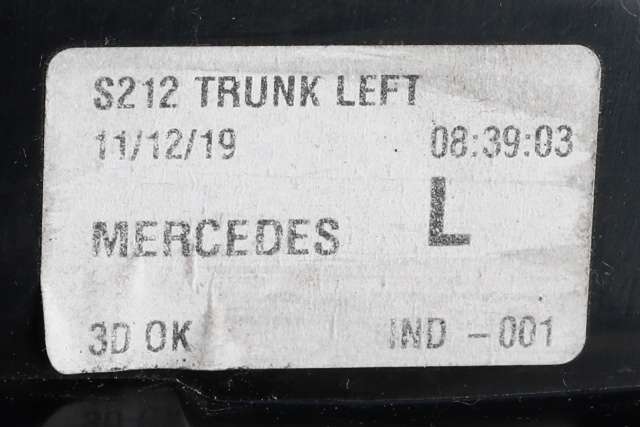 S212 TRUNK LEFT
11/12/19 08:39:03
MERCEDES L
3D OK IND -001